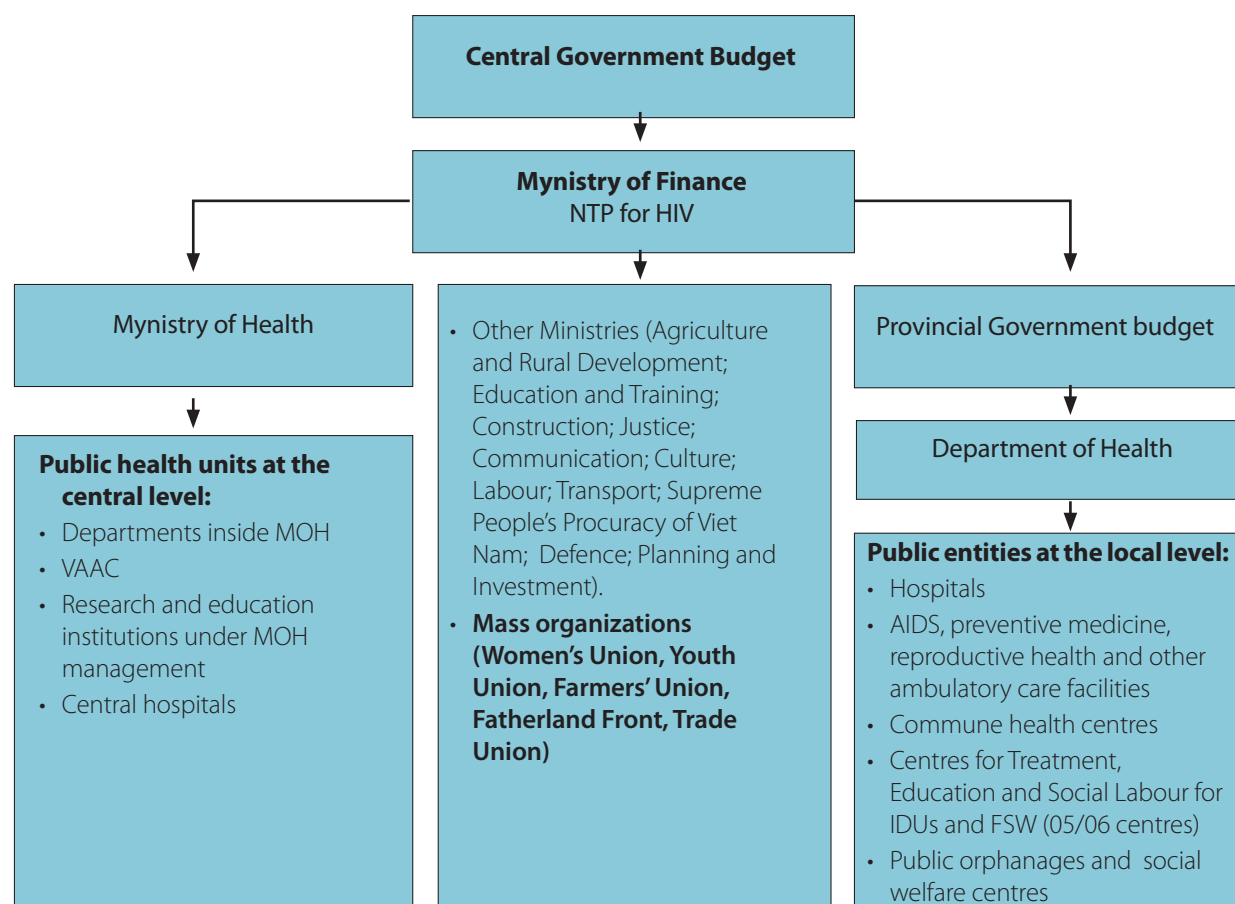 Central Government Budget
Mynistry of Finance
NTP for HIV
Mynistry of Health
Public health units at the
central level:
• Departments inside MOH
• VAAC
• Research and education
institutions under MOH
management
• Central hospitals
• Other Ministries (Agriculture
and Rural Development;
Education and Training;
Construction; Justice;
Communication; Culture;
Labour; Transport; Supreme
People's Procuracy of Viet
Nam; Defence; Planning and
Investment).
• Mass organizations
(Women's Union, Youth
Union, Farmers' Union,
Fatherland Front, Trade
Union)
Provincial Government budget
Department of Health
Public entities at the local level:
• Hospitals
• AIDS, preventive medicine,
reproductive health and other
ambulatory care facilities
• Commune health centres
• Centres for Treatment,
Education and Social Labour for
IDUs and FSW (05/06 centres)
• Public orphanages and social
welfare centres